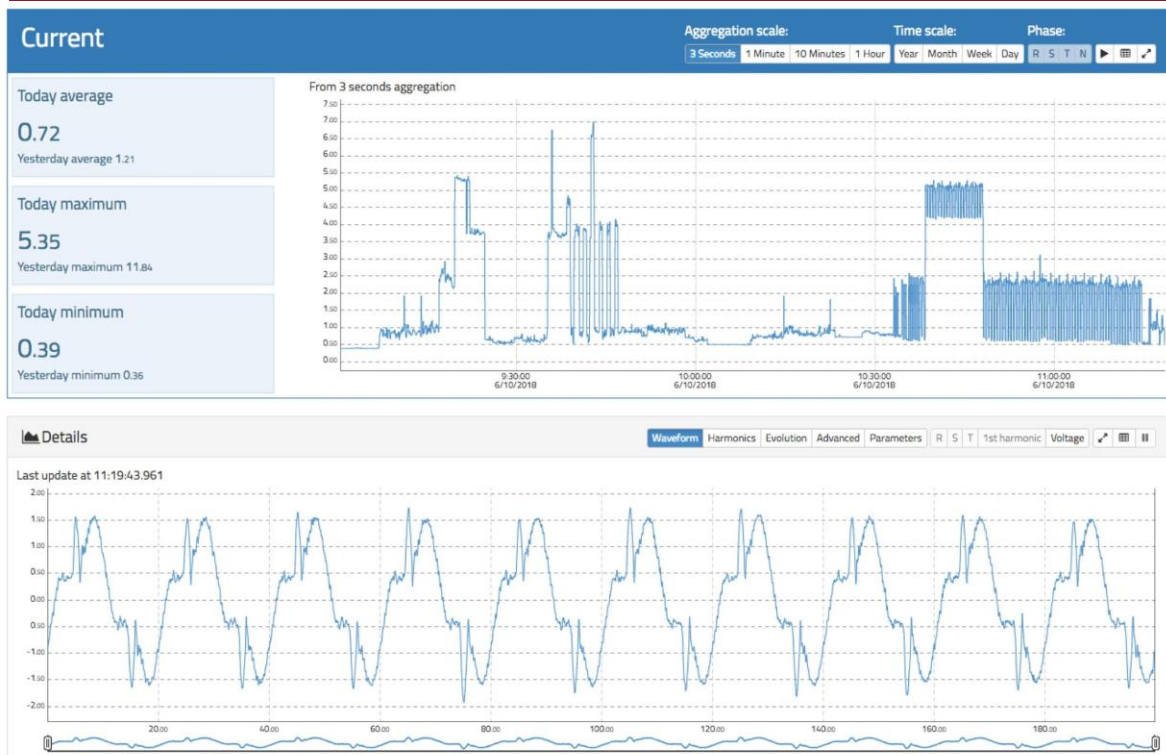 Current
Aggregation scale:
3 Seconds 1 Minute 10 Minutes 1 Hour
Time scale:
Year Month Week Day
Phase:
R S T N
Today average
0.72
Yesterday average 1.21
Today maximum
5.35
Yesterday maximum 11.84
Today minimum
0.39
Yesterday minimum 0.36
From 3 seconds aggregation
7.50
7.00
6.50
6.00
5.50
5.00
4.50
4.00
3.50
3.00
2.50
2.00
1.50
1.00
0.50
0.00
9:30:00 10:00:00 10:30:00 11:00:00
6/10/2018 6/10/2018 6/10/2018 6/10/2018
Details
Waveform Harmonics Evolution Advanced Parameters R S T 1st harmonic Voltage
Last update at 11:19:43.961
2.00
1.50
1.00
0.50
0.00
0.50
-1.00
-1.50
-2.00
20.00 40.00 60.00 80.00 100.00 120.00 140.00 160.00 180.00